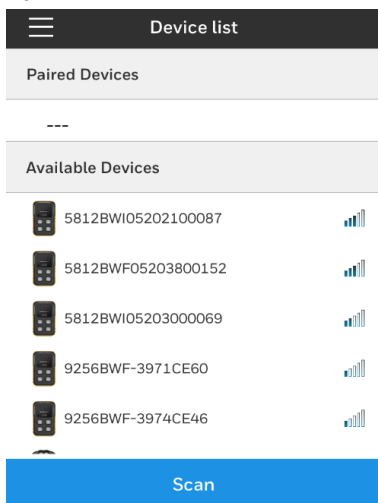 Device list
Paired Devices
---
Available Devices
5812BWI05202100087
5812BWF05203800152
5812BWI05203000069
9256BWF-3971CE60
9256BWF-3974CE46
Scan